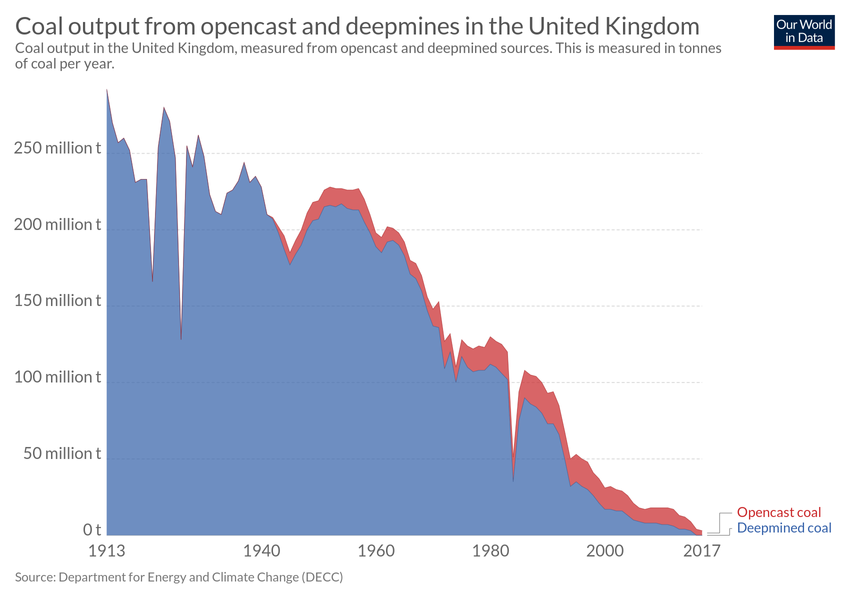 Coal output from opencast and deepmines in the United Kingdom
Our World
in Data
Coal output in the United Kingdom, measured from opencast and deepmined sources. This is measured in tonnes
of coal per year.
250 million t
200 million t
150 million t
100 million t
50 million t
0 t
Opencast coal
Deepmined coal
1913
1940
1960
1980
2000
2017
Source: Department for Energy and Climate Change (DECC)